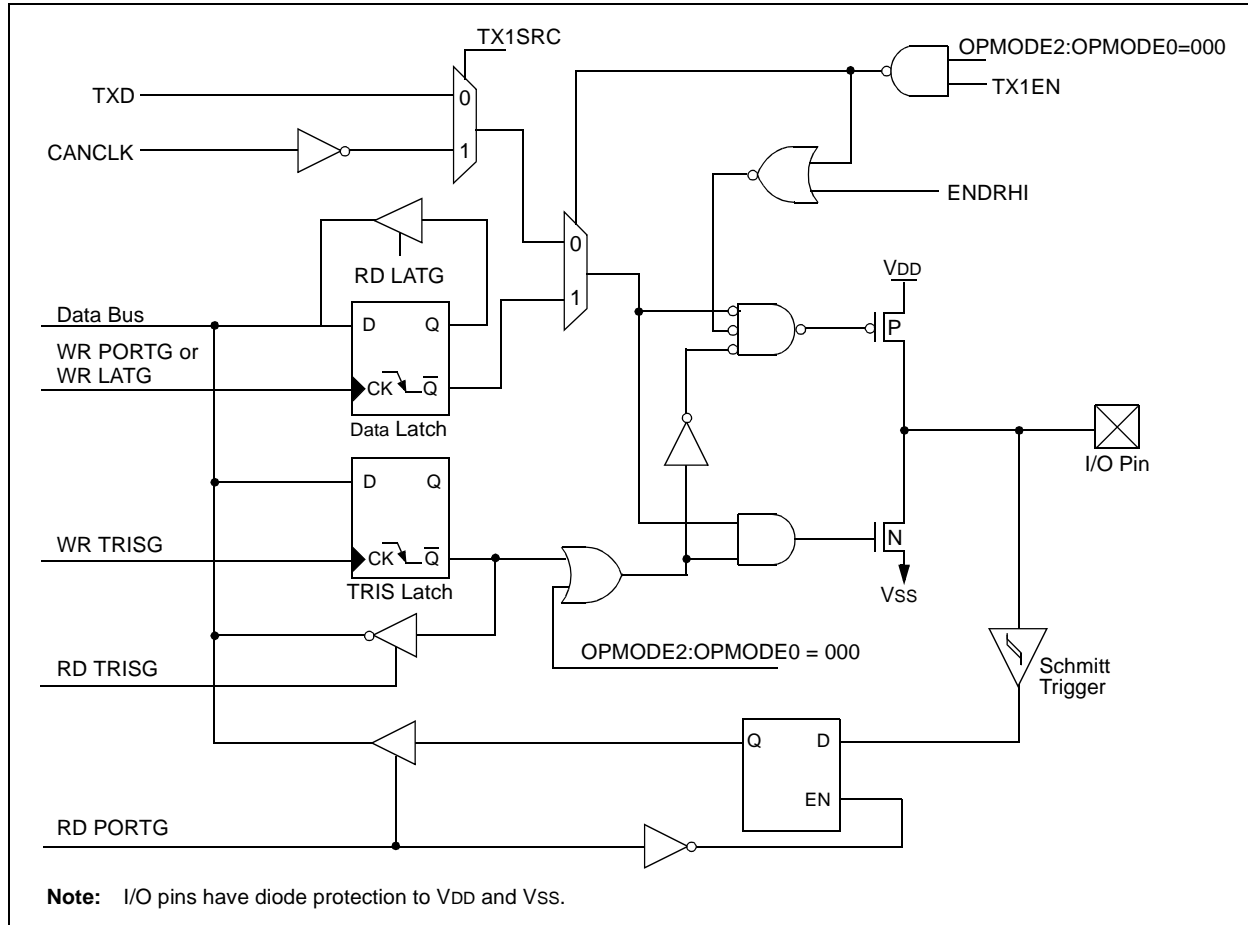 TX1SRC
OPMODE2:OPMODE0=000
TXD
0
TX1EN
CANCLK
1
ENDRHI
0
RD LATG
VDD
1
Data Bus
D
Q
P
WR PORTG or
WR LATG
CK
Q
Data Latch
I/O Pin
D
Q
WR TRISG
CK
Q
N
TRIS Latch
VSS
OPMODE2:OPMODE0 = 000
RD TRISG
Schmitt
Trigger
Q
D
EN
RD PORTG
Note: I/O pins have diode protection to VDD and VSS.